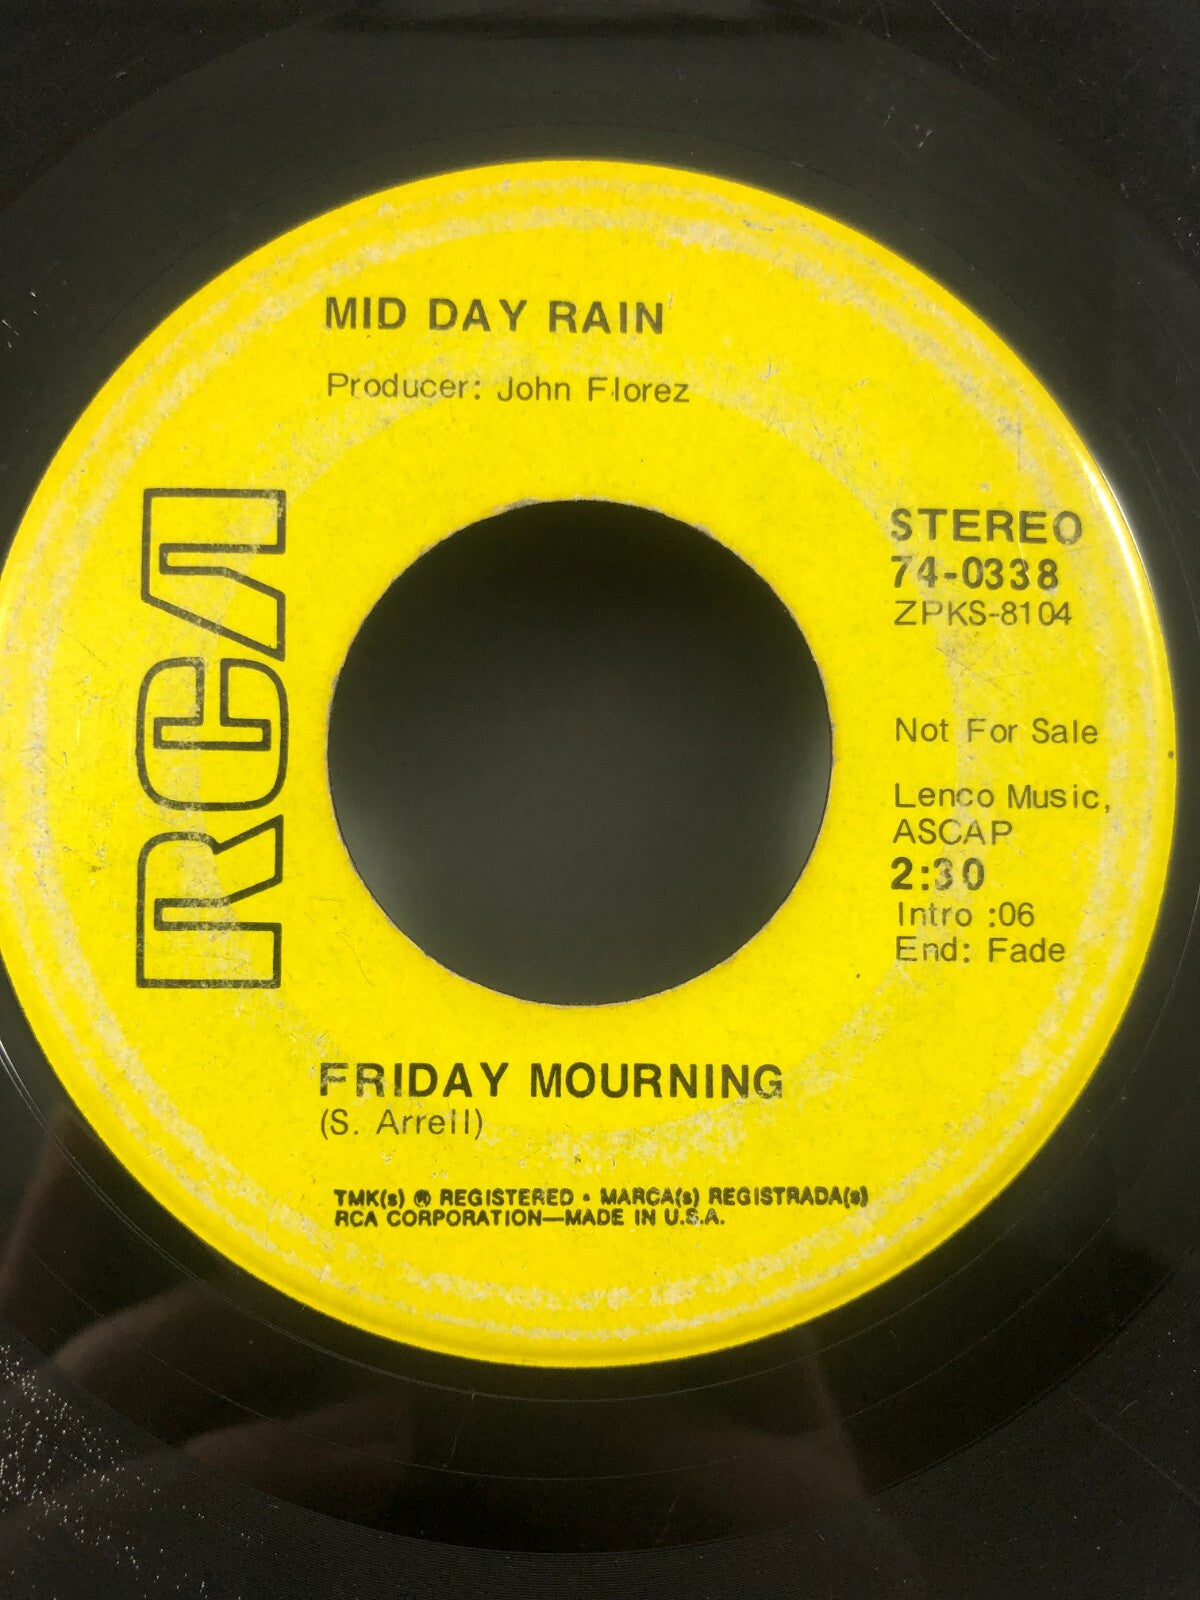 MID DAY RAIN
Producer: John Florez
RCA
STEREO
74-0338
ZPKS-8104
Not For Sale
Lenco Music,
ASCAP
2:30
Intro :06
End: Fade
FRIDAY MOURNING
(S. Arrell)
TMK(s) ® REGISTERED • MARCA(s) REGISTRADA(s)
RCA CORPORATION—MADE IN U.S.A.